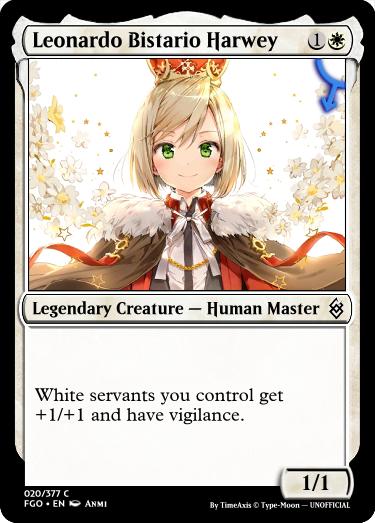 Leonardo Bistario Harwey 1
Legendary Creature — Human Master
White servants you control get
+1/+1 and have vigilance.
1/1
020/377 C
FGO • EN Anmi
By TimeAxis © Type-Moon — UNOFFICIAL